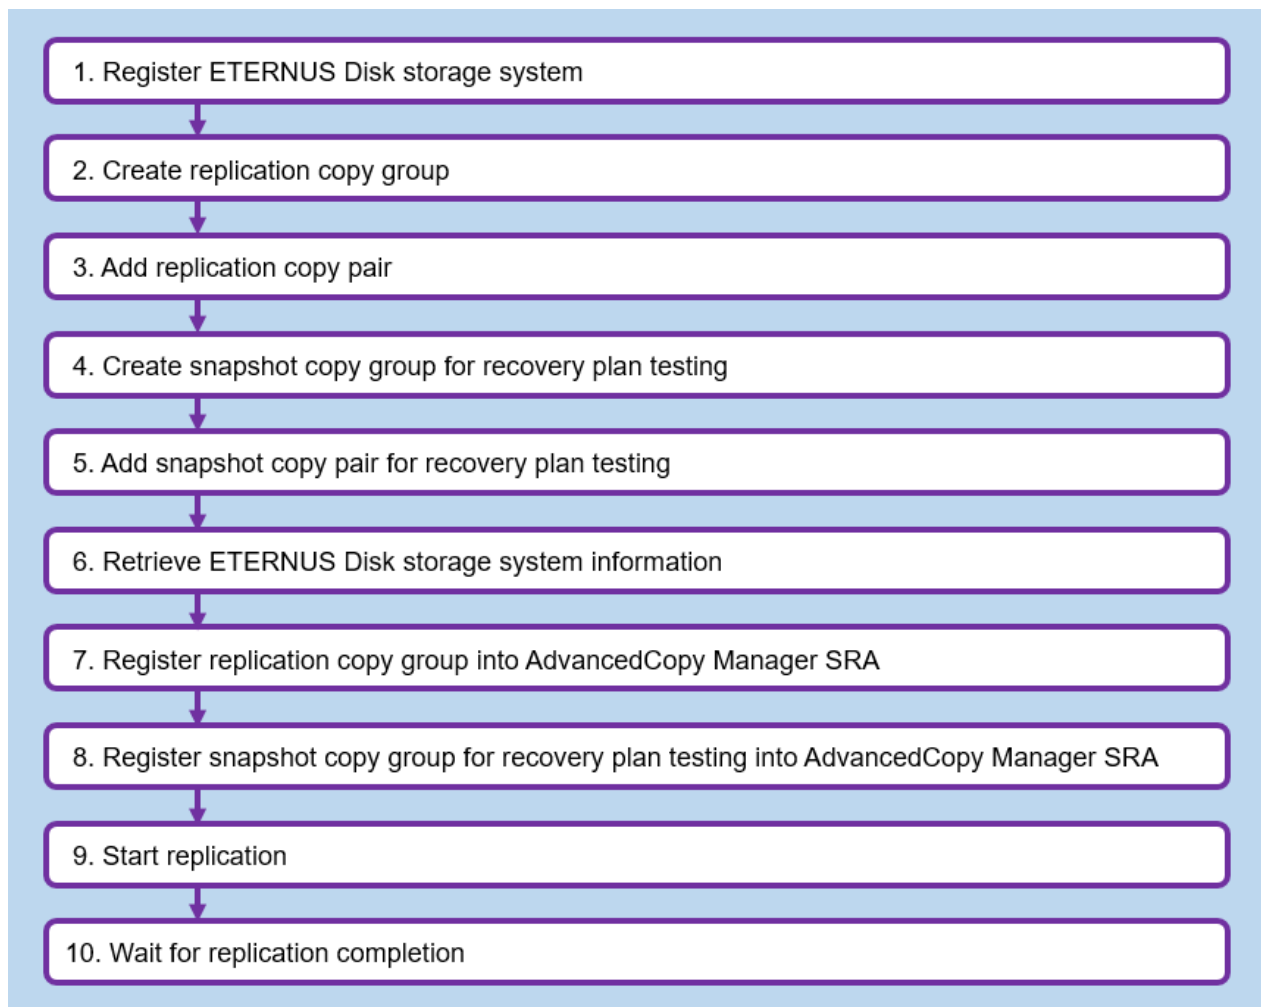 1. Register ETERNUS Disk storage system
2. Create replication copy group
3. Add replication copy pair
4. Create snapshot copy group for recovery plan testing
5. Add snapshot copy pair for recovery plan testing
6. Retrieve ETERNUS Disk storage system information
7. Register replication copy group into AdvancedCopy Manager SRA
8. Register snapshot copy group for recovery plan testing into AdvancedCopy Manager SRA
9. Start replication
10. Wait for replication completion